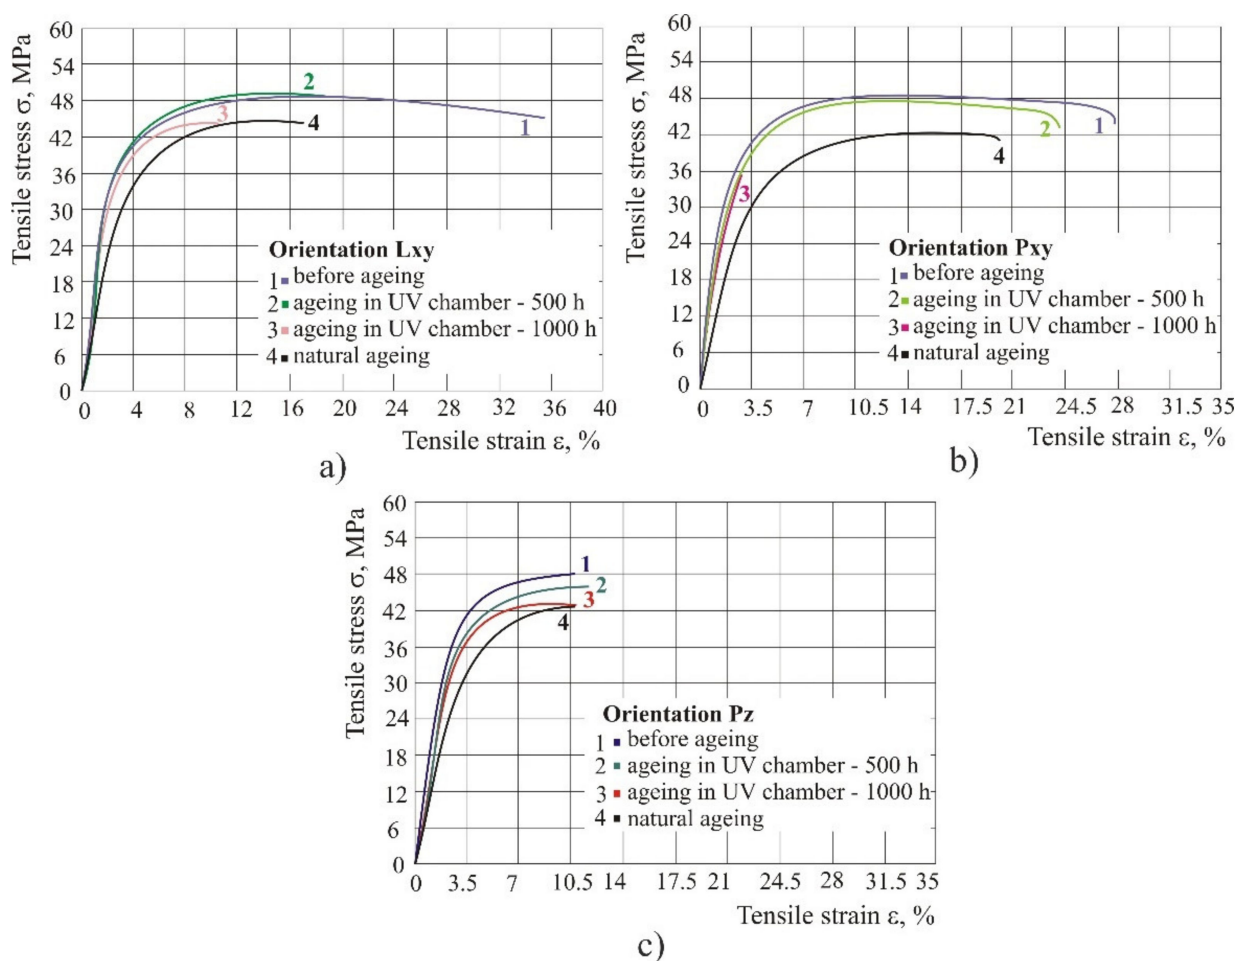 Tensile stress σ, MPa
60
54
48
42
36
30
24
18
12
6
0
2
3
4
1
Orientation Lxy
1 before ageing
2 ageing in UV chamber - 500 h
3 ageing in UV chamber - 1000 h
4 natural ageing
0 4 8 12 16 20 24 28 32 36 40
Tensile strain ε, %
a)
Tensile stress σ, MPa
60
54
48
42
36
30
24
18
12
6
0
2
1
4
3
Orientation Pxy
1 before ageing
2 ageing in UV chamber - 500 h
3 ageing in UV chamber - 1000 h
4 natural ageing
0 3.5 7 10.5 14 17.5 21 24.5 28 31.5 35
Tensile strain ε, %
b)
Tensile stress σ, MPa
60
54
48
42
36
30
24
18
12
6
0
1
2
3
4
Orientation Pz
1 before ageing
2 ageing in UV chamber - 500 h
3 ageing in UV chamber - 1000 h
4 natural ageing
0 3.5 7 10.5 14 17.5 21 24.5 28 31.5 35
Tensile strain ε, %
c)